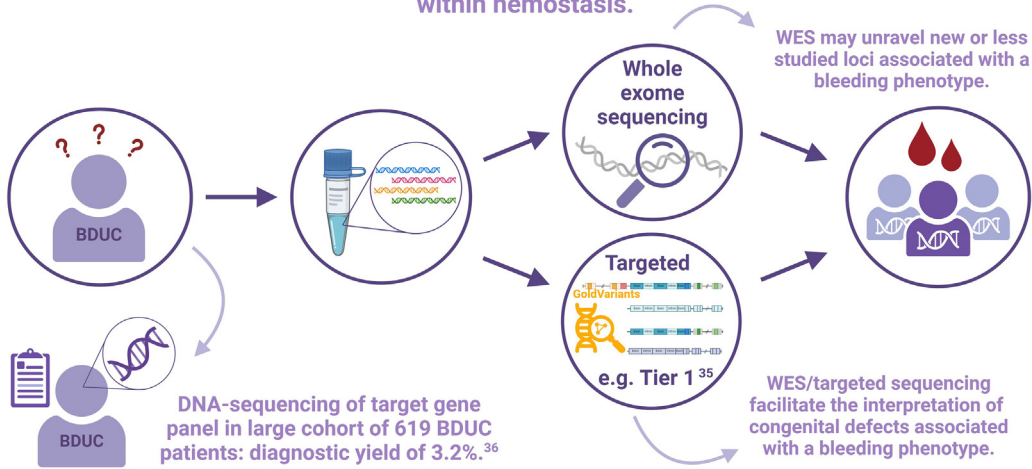 within hemostasis.
WES may unravel new or less
studied loci associated with a
bleeding phenotype.
Whole
exome
sequencing
? ? ?
BDUC
Targeted
GoldVariants
e.g. Tier 1 35
BDUC
DNA-sequencing of target gene
panel in large cohort of 619 BDUC
patients: diagnostic yield of 3.2%.36
WES/targeted sequencing
facilitate the interpretation of
congenital defects associated
with a bleeding phenotype.